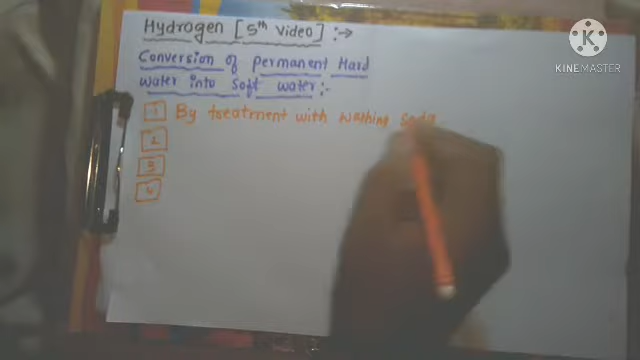 Hydrogen [5th Video] :→
Conversion of permanent Hard
water into soft water :-
1 By treatment with washing Soda
2
3
4
KINEMASTER